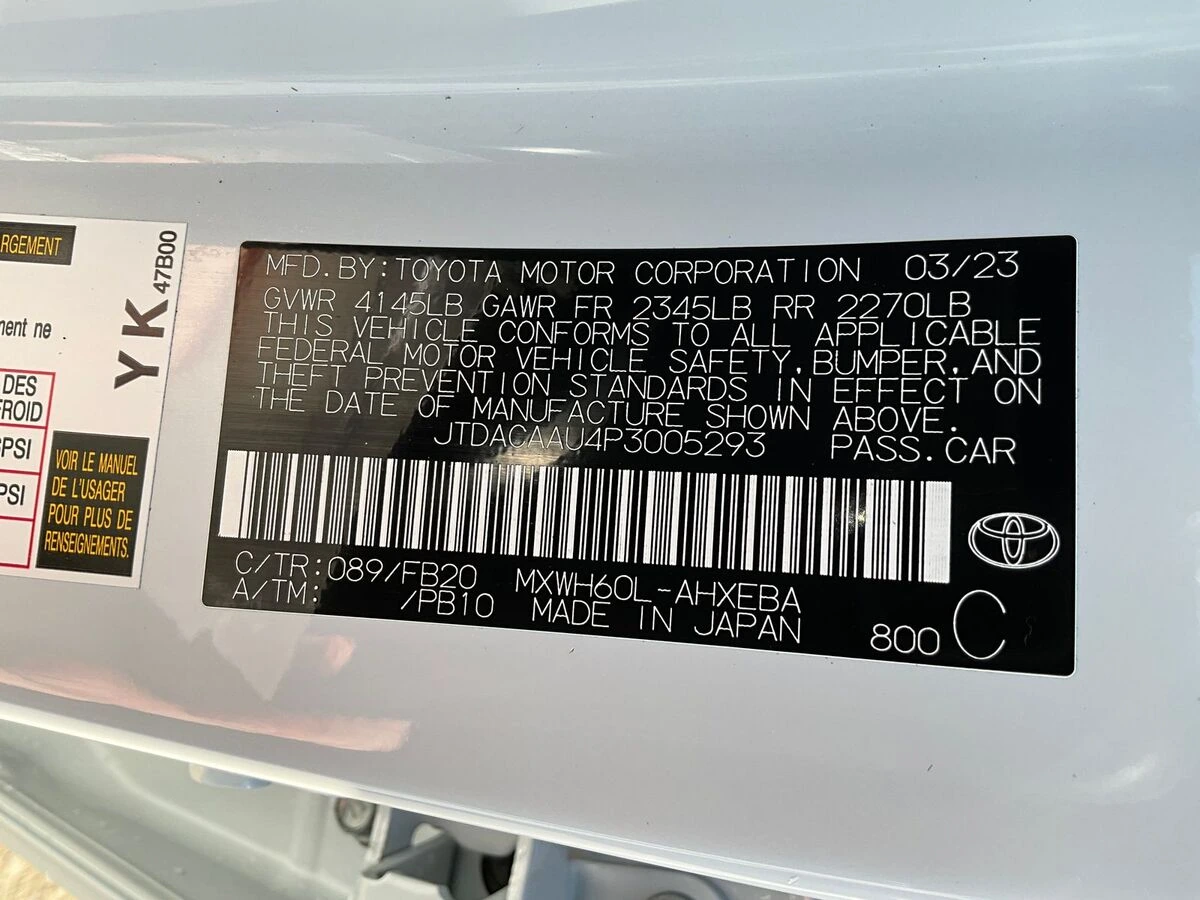 RGEMENT
YK
47B00
ment ne
DES
FROID
PSI
PSI
VOIR LE MANUEL
DE L'USAGER
POUR PLUS DE
RENSEIGNEMENTS.
MFD.BY:TOYOTA MOTOR CORPORATION 03/23
GVWR 4145LB GAWR FR 2345LB RR 2270LB
THIS VEHICLE CONFORMS TO ALL APPLICABLE
FEDERAL MOTOR VEHICLE SAFETY,BUMPER,AND
THEFT PREVENTION STANDARDS IN EFFECT ON
THE DATE OF MANUFACTURE SHOWN ABOVE.
JTDACAAU4P3005293 PASS.CAR
C/TR:089/FB20 MXWH60L-AHXEBA
A/TM: /PB10 MADE IN JAPAN
800 C